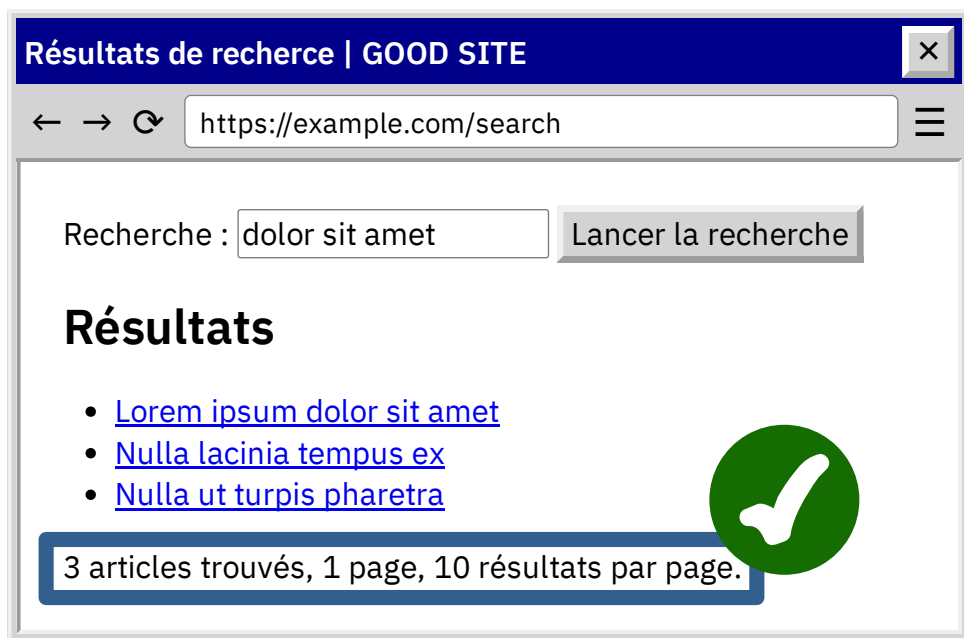 Résultats de recherce | GOOD SITE
https://example.com/search
Recherche : dolor sit amet Lancer la recherche
Résultats
• Lorem ipsum dolor sit amet
• Nulla lacinia tempus ex
• Nulla ut turpis pharetra
3 articles trouvés, 1 page, 10 résultats par page.